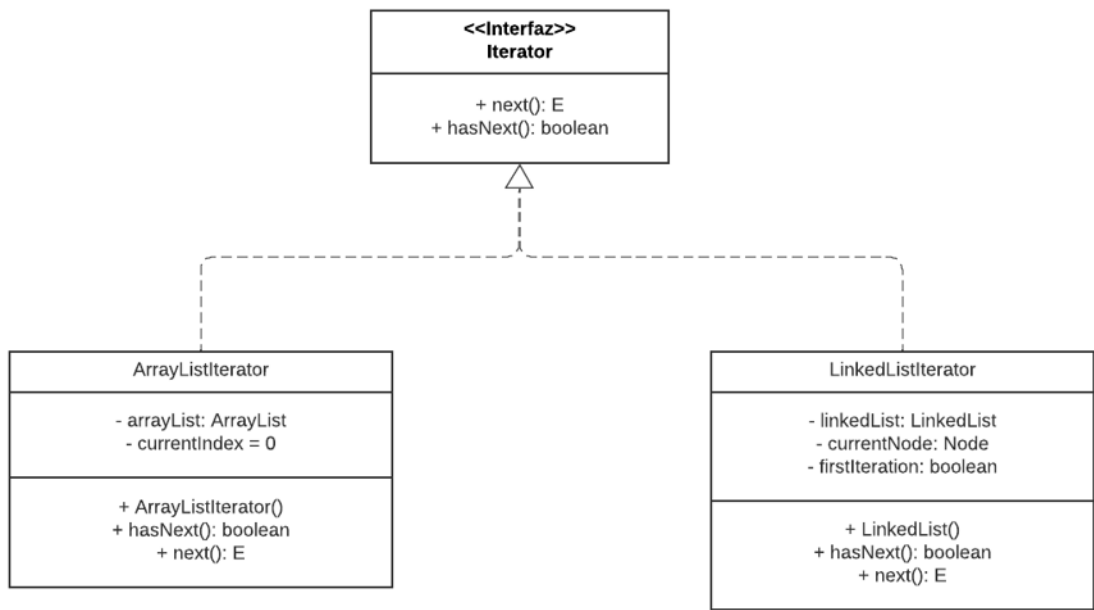 <<Interfaz>>
Iterator
+ next(): E
+ hasNext(): boolean
ArrayListIterator
- arrayList: ArrayList
- currentIndex = 0
+ ArrayListIterator()
+ hasNext(): boolean
+ next(): E
LinkedListIterator
- linkedList: LinkedList
- currentNode: Node
- firstIteration: boolean
+ LinkedList()
+ hasNext(): boolean
+ next(): E